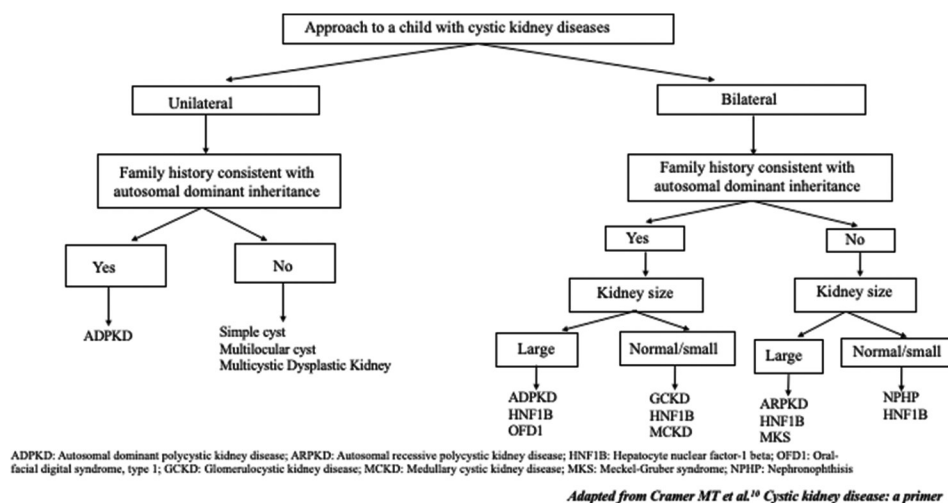 Approach to a child with cystic kidney diseases
Unilateral
Bilateral
Family history consistent with
autosomal dominant inheritance
Family history consistent with
autosomal dominant inheritance
Yes
No
Yes
No
Kidney size
Kidney size
ADPKD
Simple cyst
Multilocular cyst
Multicystic Dysplastic Kidney
Large
Normal/small
Large
Normal/small
ADPKD
HNF1B
OFD1
GCKD
HNF1B
MCKD
ARPKD
HNF1B
MKS
NPHP
HNF1B
ADPKD: Autosomal dominant polycystic kidney disease; ARPKD: Autosomal recessive polycystic kidney disease; HNF1B: Hepatocyte nuclear factor-1 beta; OFD1: Oral-
facial digital syndrome, type 1; GCKD: Glomerulocystic kidney disease; MCKD: Medullary cystic kidney disease; MKS: Meckel-Gruber syndrome; NPHP: Nephronophthisis
Adapted from Cramer MT et al.¹⁰ Cystic kidney disease: a primer